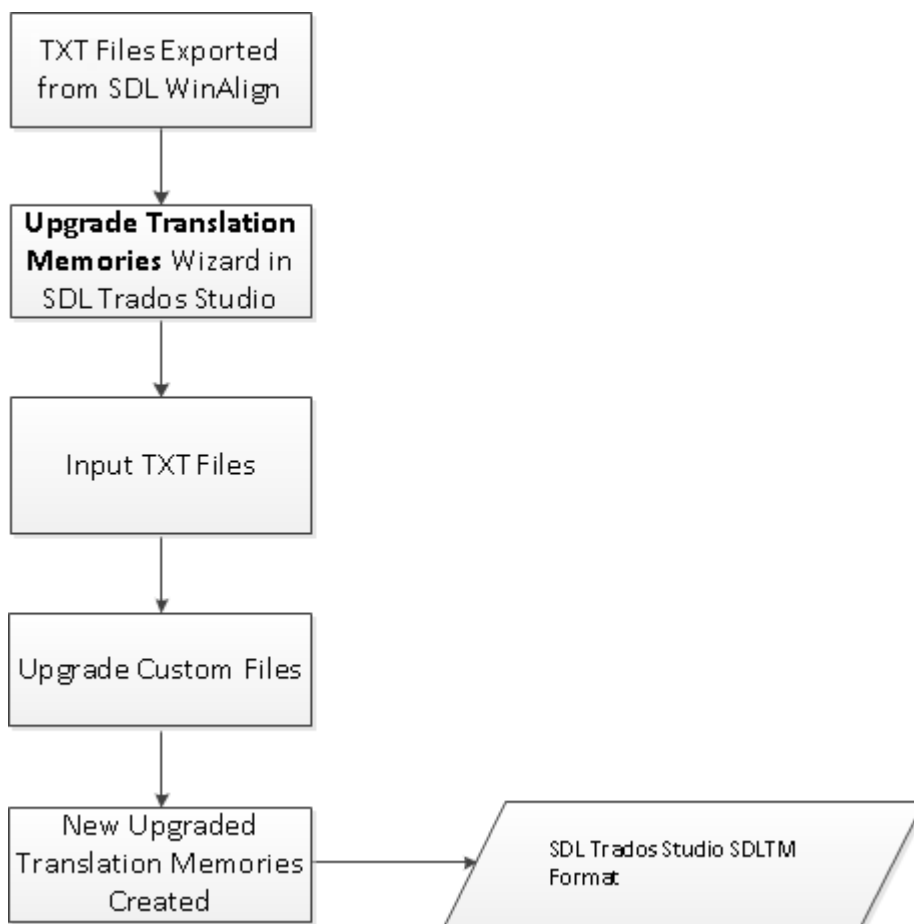 TXT Files Exported
from SDL WinAlign
Upgrade Translation
Memories Wizard in
SDL Trados Studio
Input TXT Files
Upgrade Custom Files
New Upgraded
Translation Memories
Created
SDL Trados Studio SDLTM
Format